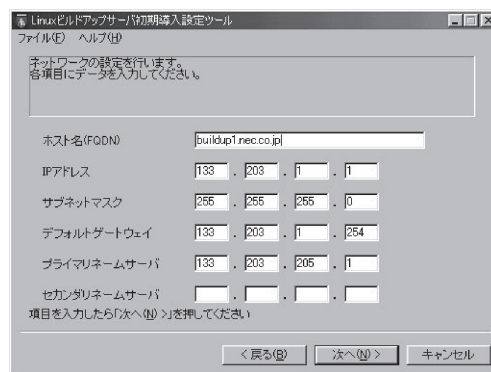 Linuxビルドアップサーバ初期導入設定ツール
ファイル(F) ヘルプ(H)
ネットワークの設定を行います。
各項目にデータを入力してください。
ホスト名(FQDN) buildup1.nec.co.jp
IPアドレス 133 . 203 . 1 . 1
サブネットマスク 255 . 255 . 255 . 0
デフォルトゲートウェイ 133 . 203 . 1 . 254
プライマリネームサーバ 133 . 203 . 205 . 1
セカンダリネームサーバ . . .
項目を入力したら「次へ(N) >」を押してください
< 戻る(B) 次へ(N) > キャンセル